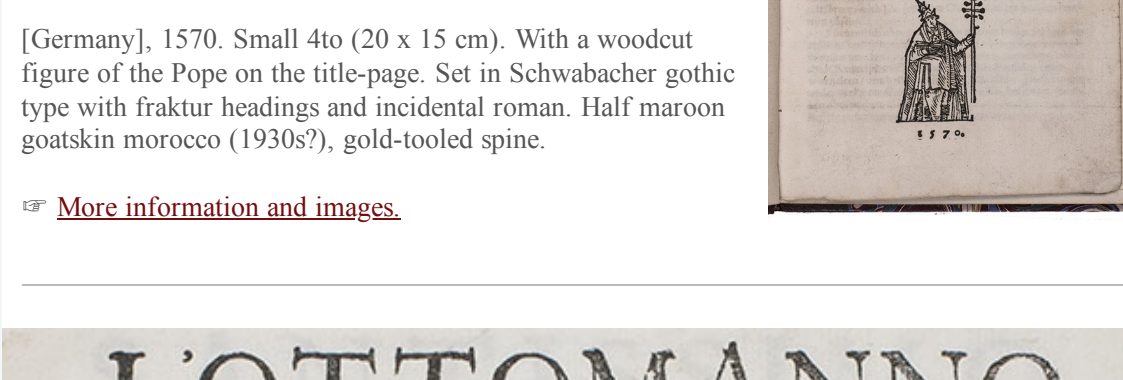 [Germany], 1570. Small 4to (20 x 15 cm). With a woodcut
figure of the Pope on the title-page. Set in Schwabacher gothic
type with fraktur headings and incidental roman. Half maroon
goatskin morocco (1930s?), gold-tooled spine.
☞ More information and images.
1570.
L'OTTOMANNO